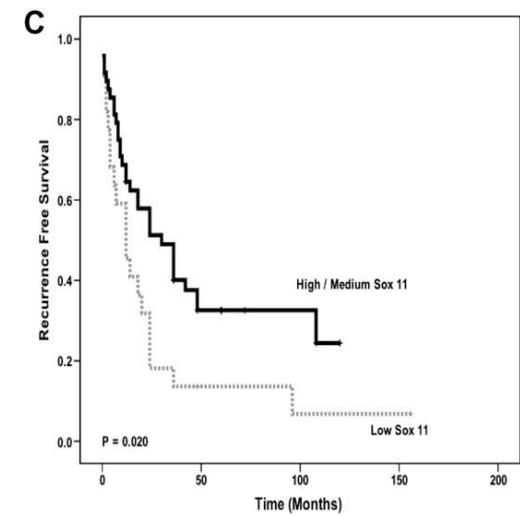 C
1.0
0.8
0.6
0.4
0.2
0.0
Recurrence Free Survival
High / Medium Sox 11
Low Sox 11
P = 0.020
0 50 100 150 200
Time (Months)